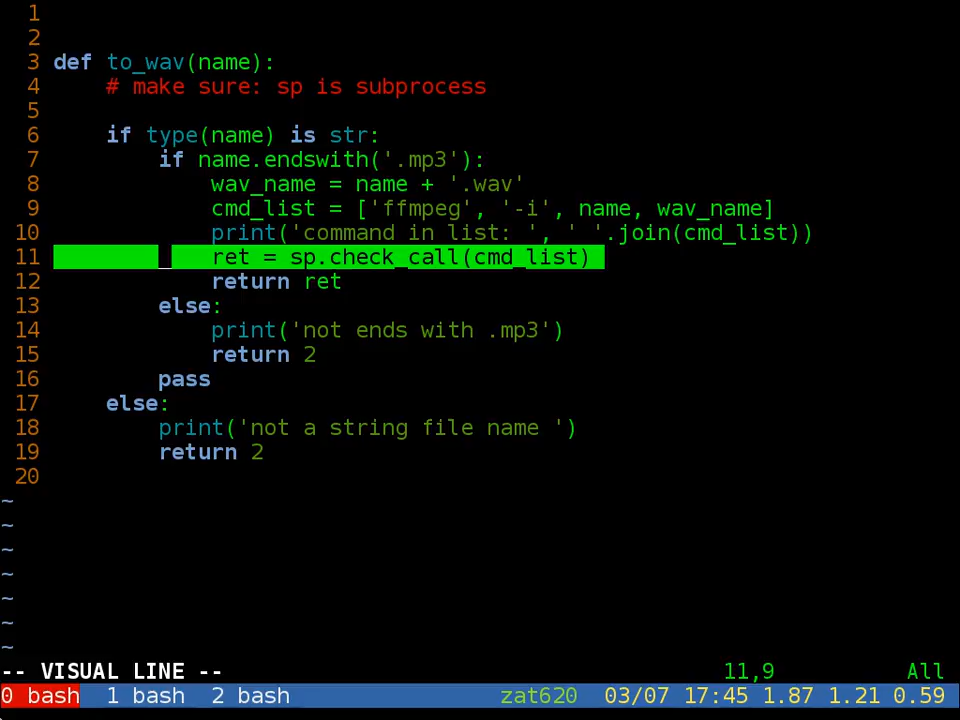 1
2
3 def to_wav(name):
4     # make sure: sp is subprocess
5
6     if type(name) is str:
7         if name.endswith('.mp3'):
8             wav_name = name + '.wav'
9             cmd_list = ['ffmpeg', '-i', name, wav_name]
10             print('command in list: ', ' '.join(cmd_list))
11             ret = sp.check_call(cmd_list)
12             return ret
13         else:
14             print('not ends with .mp3')
15             return 2
16         pass
17     else:
18         print('not a string file name ')
19         return 2
20
~
~
~
~
~
~
~
-- VISUAL LINE -- 11,9 All
0 bash 1 bash 2 bash zat620 03/07 17:45 1.87 1.21 0.59